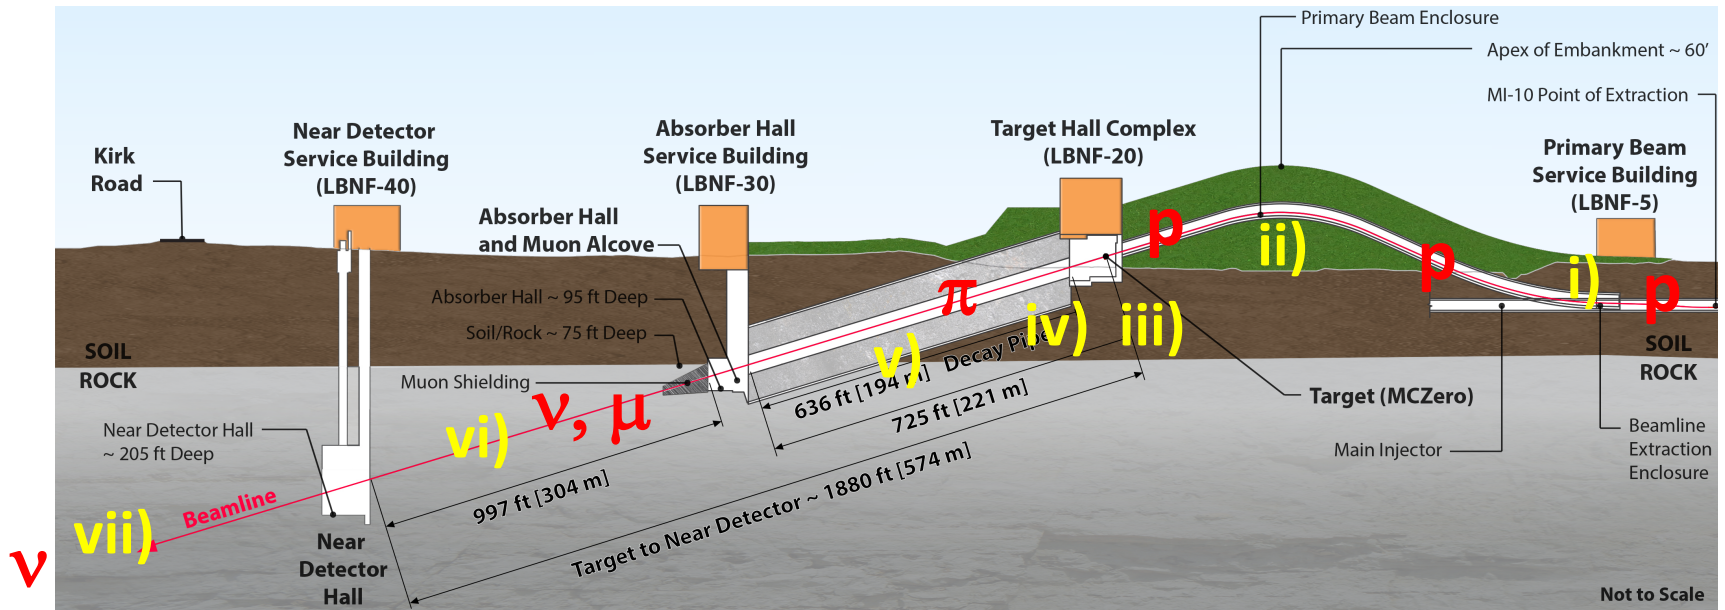 Primary Beam Enclosure
Apex of Embankment ~ 60'
MI-10 Point of Extraction
Near Detector
Service Building
(LBNF-40)
Absorber Hall
Service Building
(LBNF-30)
Target Hall Complex
(LBNF-20)
Primary Beam
Service Building
(LBNF-5)
Kirk
Road
Absorber Hall
and Muon Alcove
p
ii)
p
i)
p
Absorber Hall ~ 95 ft Deep
π
Soil/Rock ~ 75 ft Deep
iv)
iii)
v)
Decay Pipe
SOIL
ROCK
SOIL
ROCK
Muon Shielding
636 ft [194 m]
ν, μ
725 ft [221 m]
Target (MCZero)
Near Detector Hall
~ 205 ft Deep
vi)
Main Injector
Beamline
Extraction
Enclosure
997 ft [304 m]
Target to Near Detector ~ 1880 ft [574 m]
Beamline
vii)
ν
Near
Detector
Hall
Not to Scale